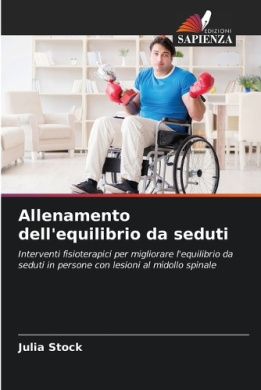 EDIZIONI
SAPIENZA
Allenamento
dell'equilibrio da seduti
Interventi fisioterapici per migliorare l'equilibrio da
seduti in persone con lesioni al midollo spinale
Julia Stock